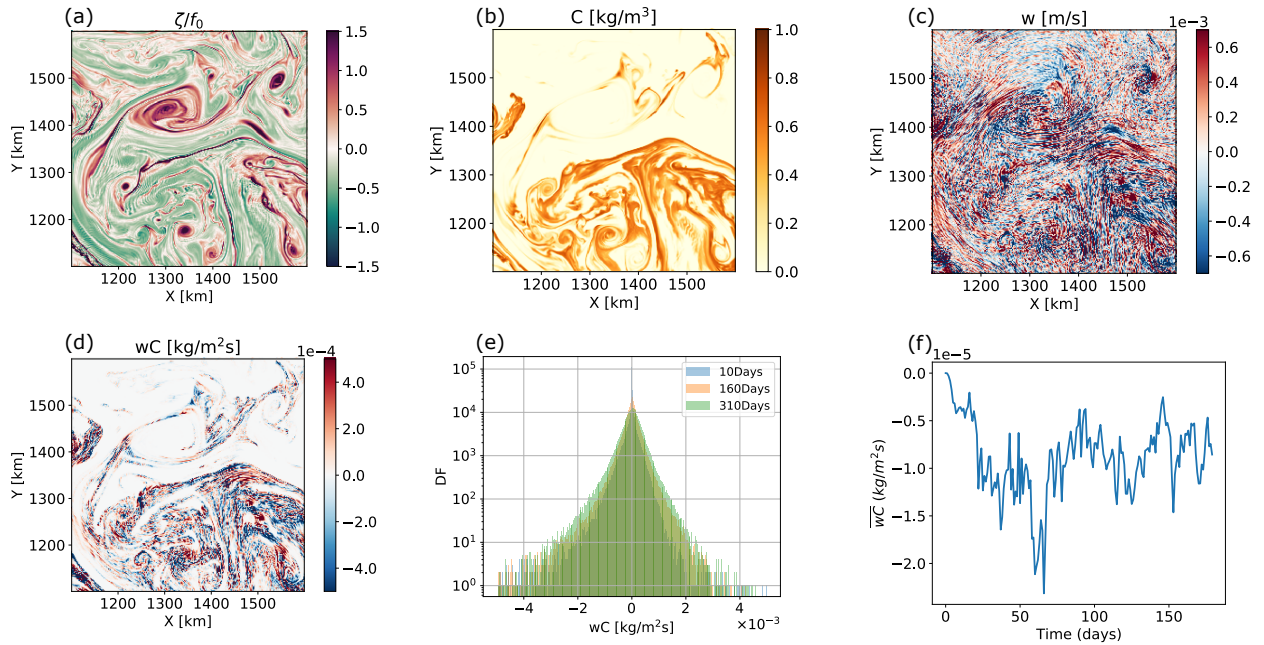 (a)
ζ/f₀
1500
1400
1300
1200
Y [km]
1200 1300 1400 1500
X [km]
1.5
1.0
0.5
0.0
−0.5
−1.0
−1.5
(b)
C [kg/m³]
1500
1400
1300
1200
Y [km]
1200 1300 1400 1500
X [km]
1.0
0.8
0.6
0.4
0.2
0.0
(c)
w [m/s]
1e−3
1500
1400
1300
1200
Y [km]
1200 1300 1400 1500
X [km]
0.6
0.4
0.2
0.0
−0.2
−0.4
−0.6
(d)
wC [kg/m²s]
1e−4
1500
1400
1300
1200
Y [km]
1200 1300 1400 1500
X [km]
4.0
2.0
0.0
−2.0
−4.0
(e)
10Days
160Days
310Days
10⁵
10⁴
10³
10²
10¹
10⁰
DF
−4 −2 0 2 4
wC [kg/m²s]
×10⁻³
(f)
1e−5
0.0
−0.5
−1.0
−1.5
−2.0
w̅C̅ (kg/m²s)
0 50 100 150
Time (days)